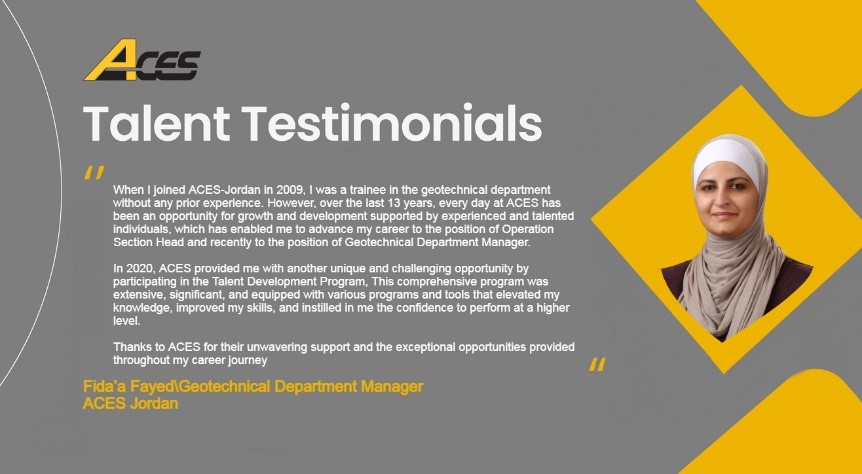 ACES
Talent Testimonials
“
When I joined ACES-Jordan in 2009, I was a trainee in the geotechnical department
without any prior experience. However, over the last 13 years, every day at ACES has
been an opportunity for growth and development supported by experienced and talented
individuals, which has enabled me to advance my career to the position of Operation
Section Head and recently to the position of Geotechnical Department Manager.
In 2020, ACES provided me with another unique and challenging opportunity by
participating in the Talent Development Program, This comprehensive program was
extensive, significant, and equipped with various programs and tools that elevated my
knowledge, improved my skills, and instilled in me the confidence to perform at a higher
level.
Thanks to ACES for their unwavering support and the exceptional opportunities provided
throughout my career journey
“
Fida’a Fayed\Geotechnical Department Manager
ACES Jordan